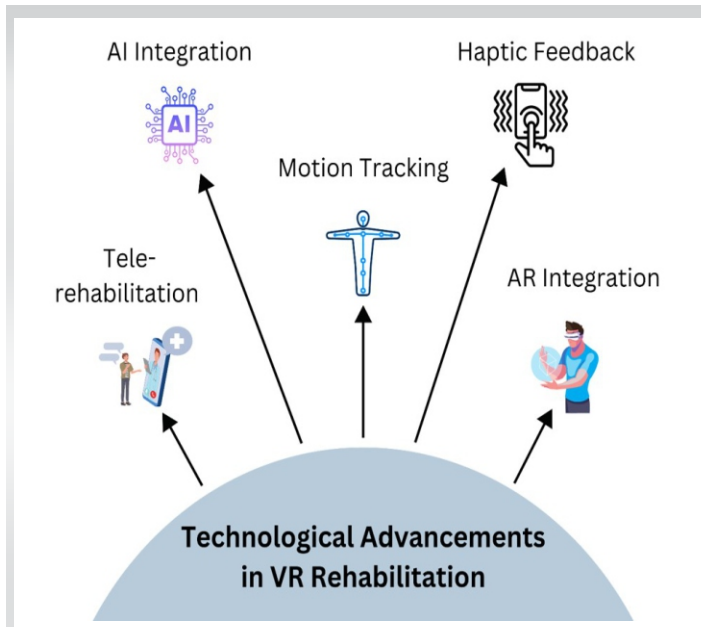 AI Integration
Haptic Feedback
AI
Motion Tracking
Tele-
rehabilitation
AR Integration
Technological Advancements
in VR Rehabilitation